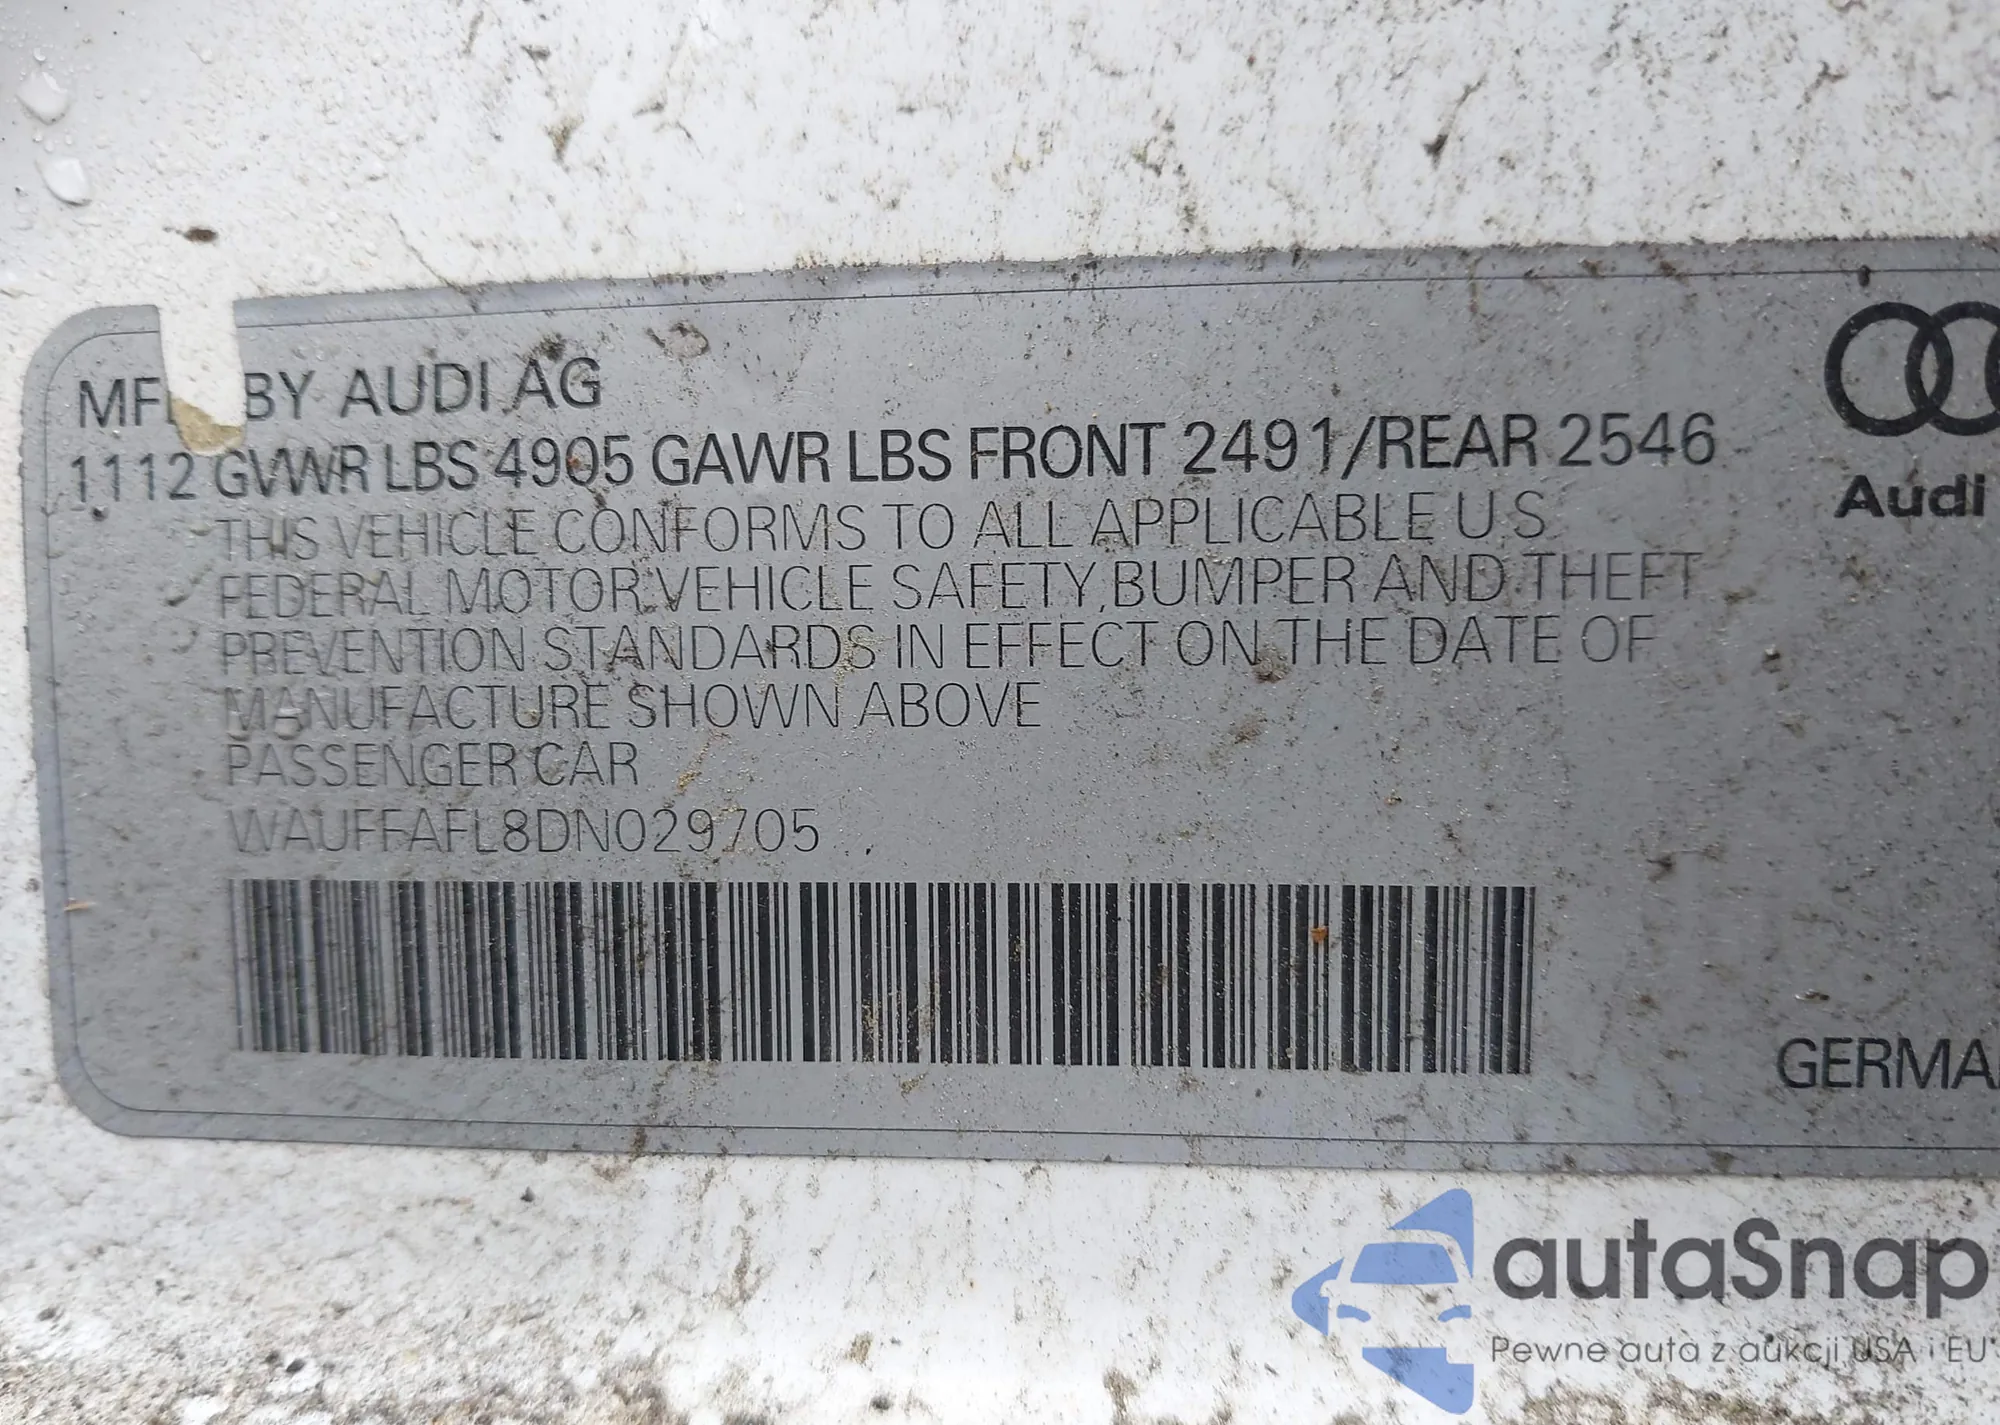 MFD BY AUDI AG
1112 GVWR LBS 4905 GAWR LBS FRONT 2491/REAR 2546
THIS VEHICLE CONFORMS TO ALL APPLICABLE U.S.
FEDERAL MOTOR VEHICLE SAFETY, BUMPER AND THEFT
PREVENTION STANDARDS IN EFFECT ON THE DATE OF
MANUFACTURE SHOWN ABOVE
PASSENGER CAR
WAUFFAFL8DN029705
Audi
GERMA
autaSnap
Pewne auta z aukcji USA i EU